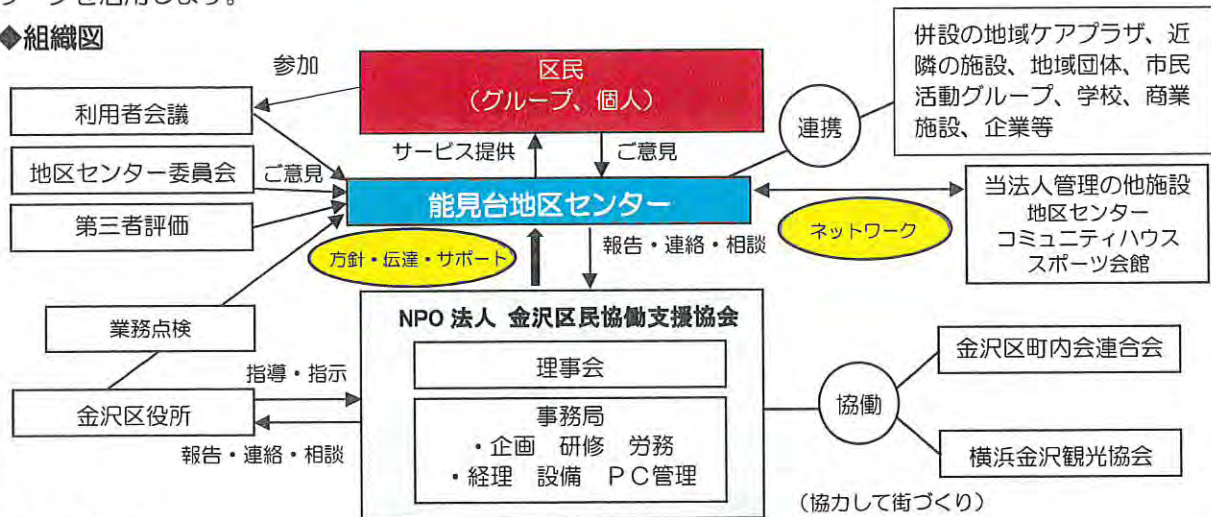 ◆組織図
参加
区民
(グループ、個人)
併設の地域ケアプラザ、近
隣の施設、地域団体、市民
活動グループ、学校、商業
施設、企業等
利用者会議
連携
サービス提供
ご意見
地区センター委員会
ご意見
能見台地区センター
当法人管理の他施設
地区センター
コミュニティハウス
スポーツ会館
第三者評価
ネットワーク
方針・伝達・サポート
報告・連絡・相談
業務点検
NPO 法人 金沢区民協働支援協会
金沢区町内会連合会
指導・指示
理事会
金沢区役所
協働
事務局
・企画 研修 労務
・経理 設備 PC管理
報告・連絡・相談
横浜金沢観光協会
(協力して街づくり)